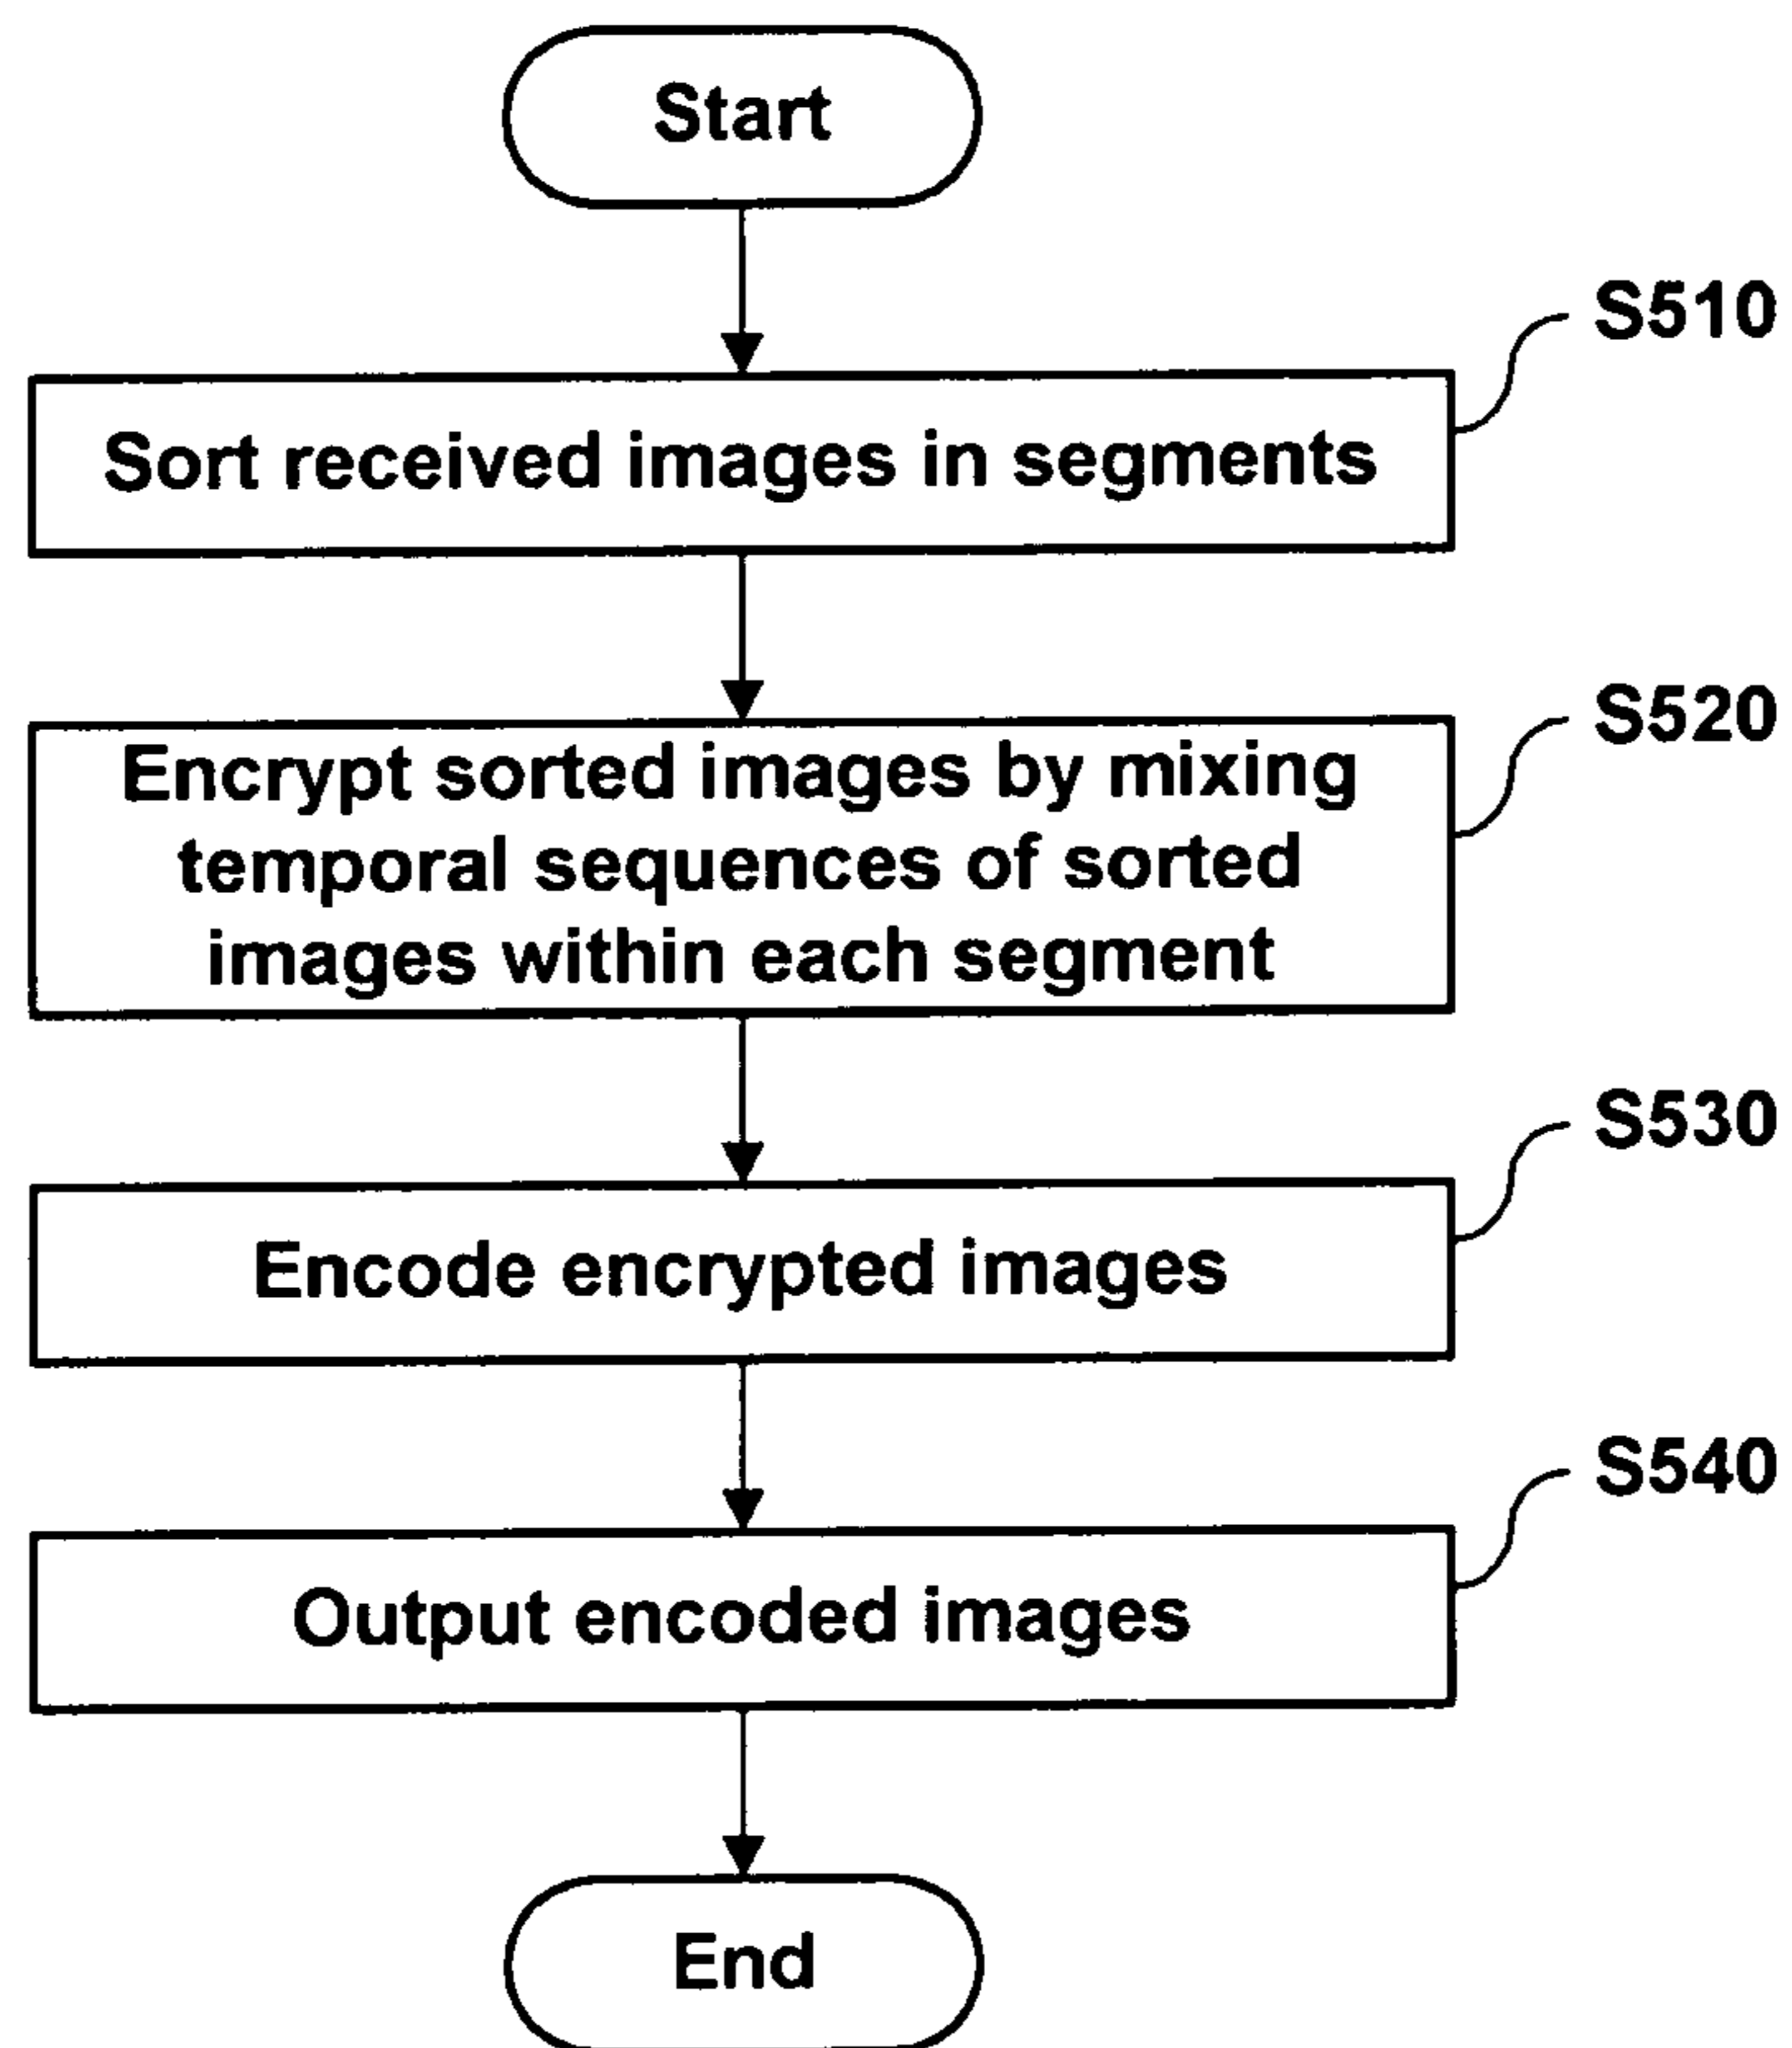 Start
S510
Sort received images in segments
S520
Encrypt sorted images by mixing
temporal sequences of sorted
images within each segment
S530
Encode encrypted images
S540
Output encoded images
End